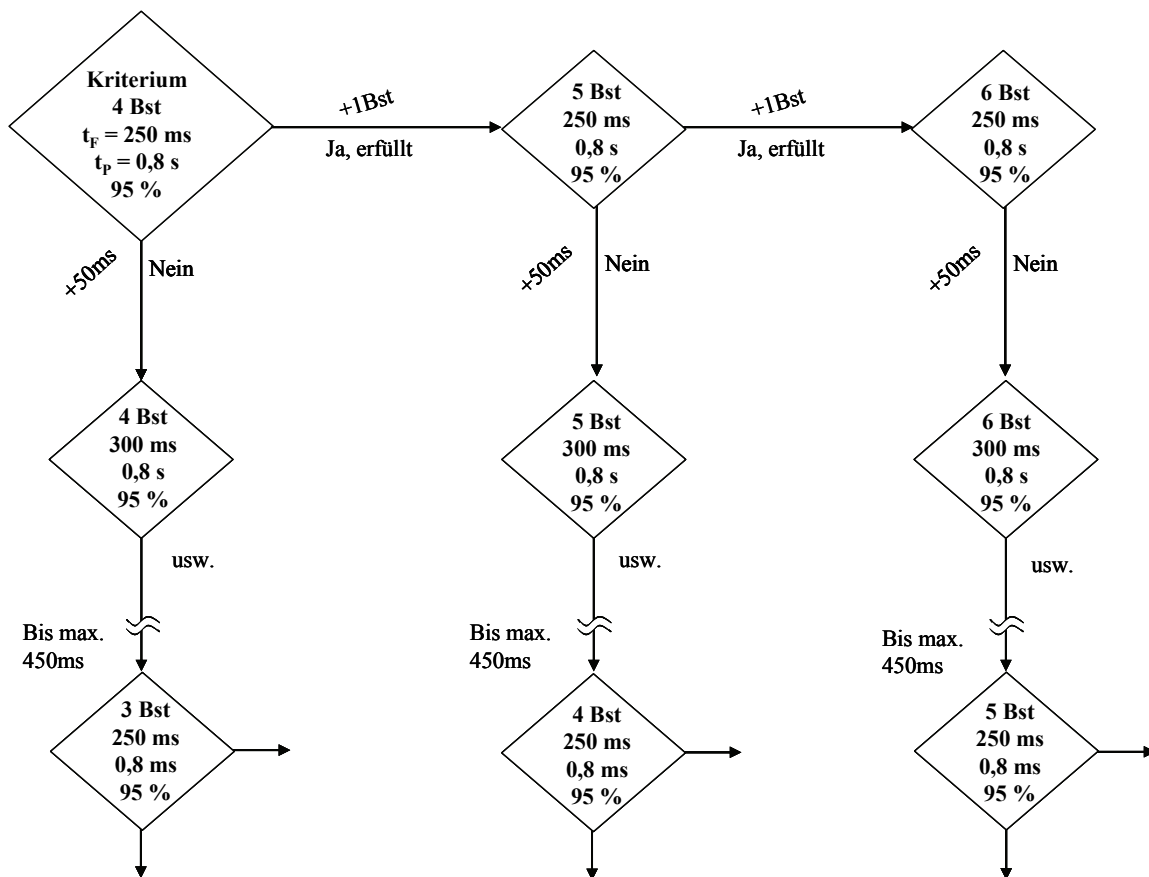 Kriterium
4 Bst
t_F = 250 ms
t_P = 0,8 s
95 %
+1Bst
Ja, erfüllt
5 Bst
250 ms
0,8 s
95 %
+1Bst
Ja, erfüllt
6 Bst
250 ms
0,8 s
95 %
+50ms
Nein
+50ms
Nein
+50ms
Nein
4 Bst
300 ms
0,8 s
95 %
5 Bst
300 ms
0,8 s
95 %
6 Bst
300 ms
0,8 s
95 %
usw.
usw.
usw.
Bis max.
450ms
Bis max.
450ms
Bis max.
450ms
3 Bst
250 ms
0,8 ms
95 %
4 Bst
250 ms
0,8 ms
95 %
5 Bst
250 ms
0,8 ms
95 %